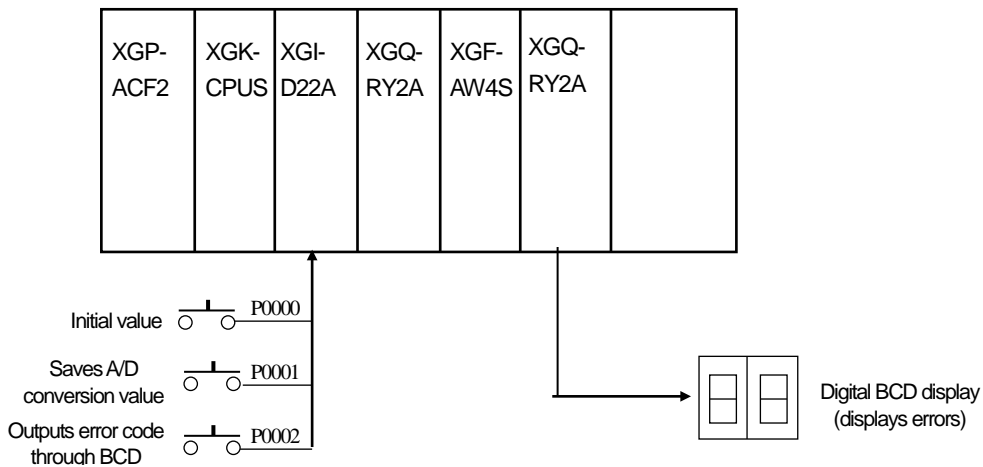 XGP-
ACF2
XGK-
CPUS
XGI-
D22A
XGQ-
RY2A
XGF-
AW4S
XGQ-
RY2A
Initial value
P0000
Saves A/D
conversion value
P0001
Outputs error code
through BCD
P0002
Digital BCD display
(displays errors)